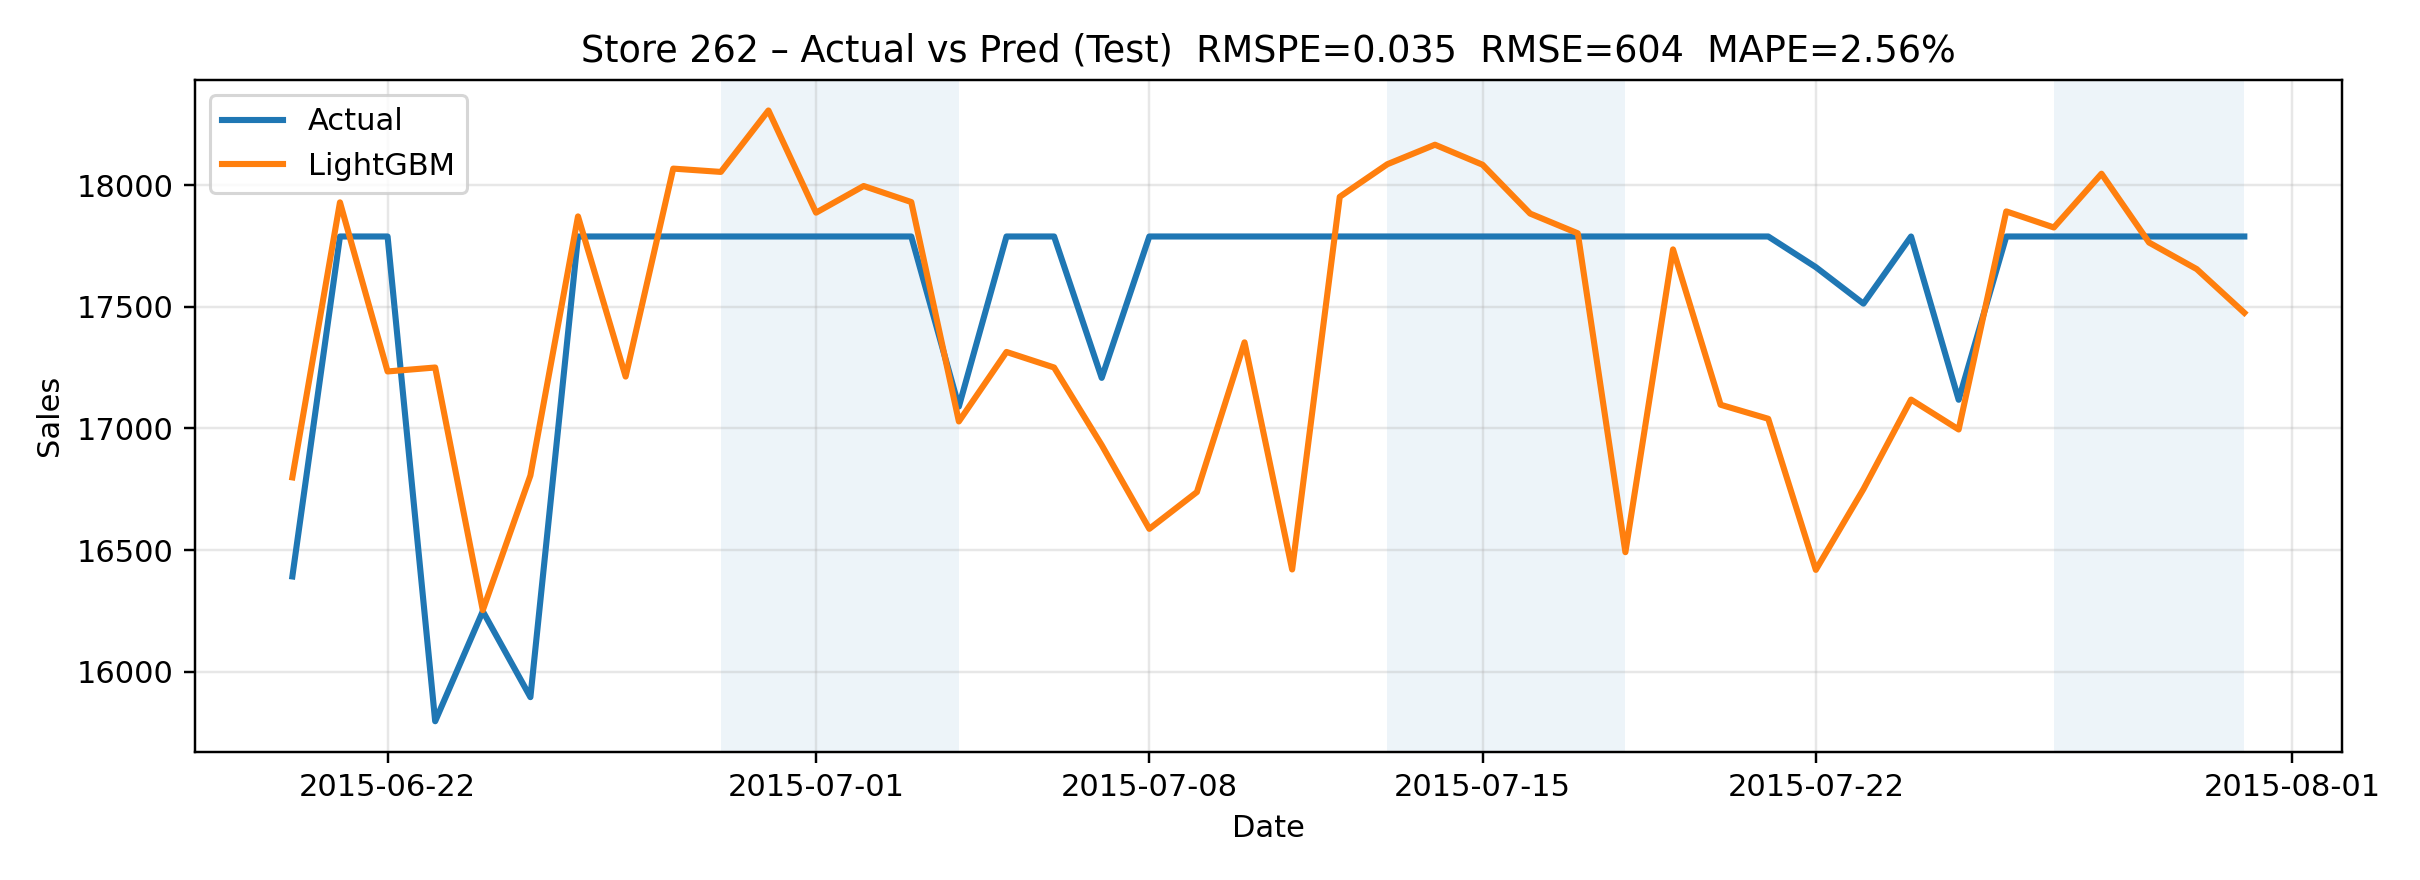 Store 262 – Actual vs Pred (Test)  RMSPE=0.035  RMSE=604  MAPE=2.56%
Actual
LightGBM
18000
17500
17000
16500
16000
Sales
2015-06-22
2015-07-01
2015-07-08
2015-07-15
2015-07-22
2015-08-01
Date